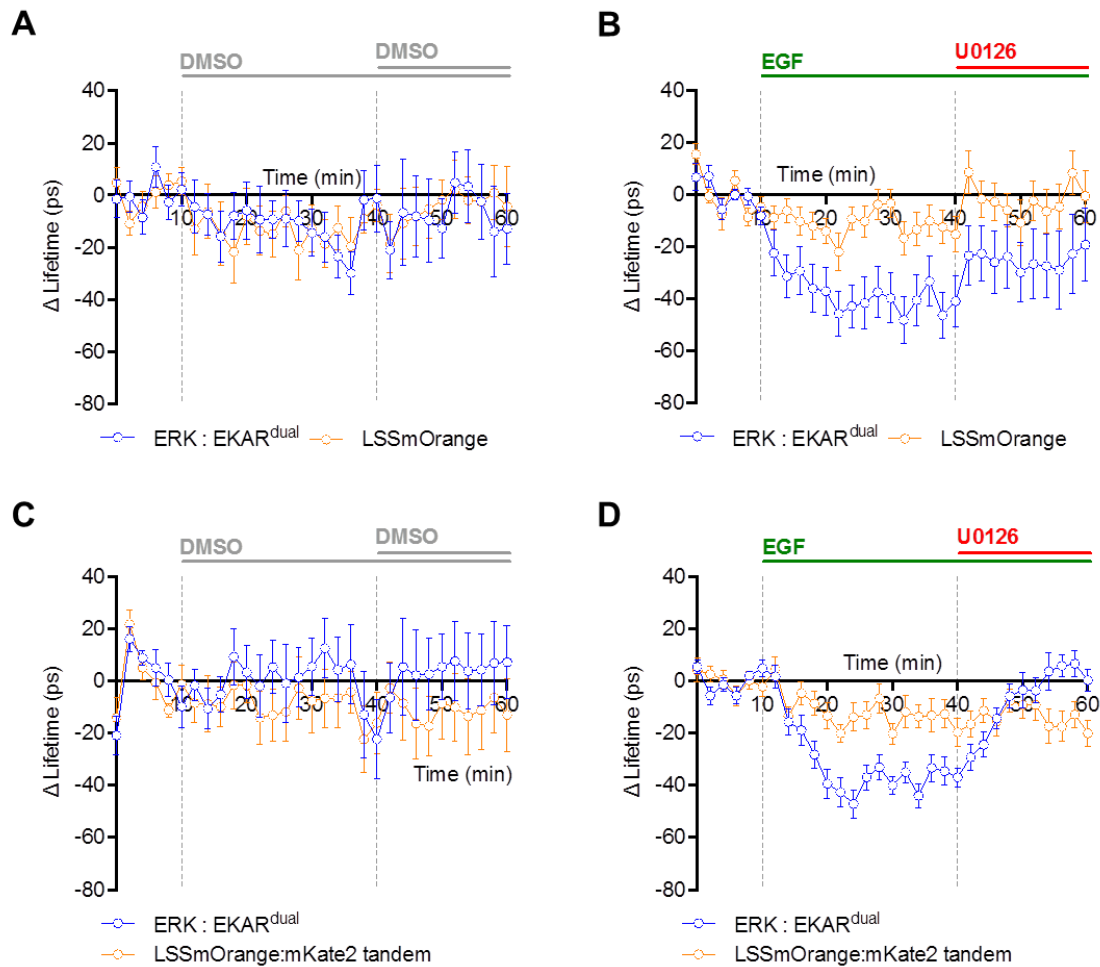 A
DMSO
DMSO
40
20
0
-20
-40
-60
-80
Δ Lifetime (ps)
Time (min)
10 20 30 40 50 60
ERK : EKARdual LSSmOrange
B
EGF
U0126
40
20
0
-20
-40
-60
-80
Δ Lifetime (ps)
Time (min)
10 20 30 40 50 60
ERK : EKARdual LSSmOrange
C
DMSO
DMSO
40
20
0
-20
-40
-60
-80
Δ Lifetime (ps)
10 20 30 40 50 60
Time (min)
ERK : EKARdual
LSSmOrange:mKate2 tandem
D
EGF
U0126
40
20
0
-20
-40
-60
-80
Δ Lifetime (ps)
Time (min)
10 20 30 40 50 60
ERK : EKARdual
LSSmOrange:mKate2 tandem